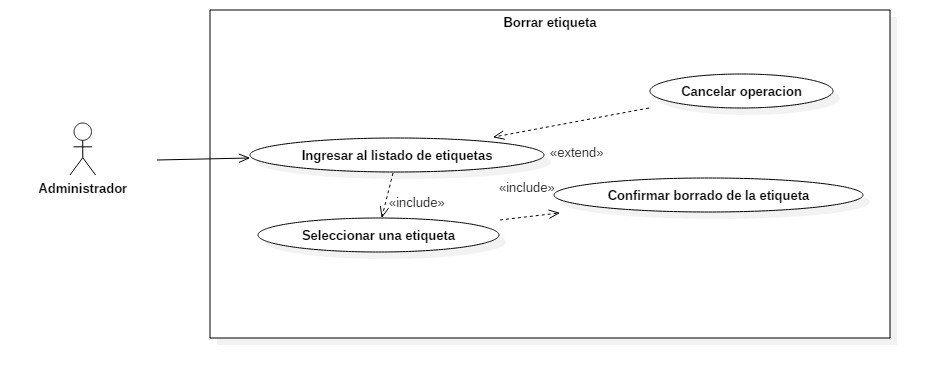 Borrar etiqueta
Cancelar operacion
Ingresar al listado de etiquetas
«extend»
Administrador
«include»
Confirmar borrado de la etiqueta
«include»
Seleccionar una etiqueta